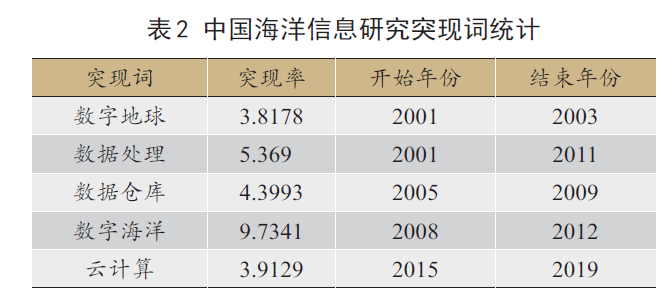 表2 中国海洋信息研究突现词统计
突现词 突现率 开始年份 结束年份
数字地球 3.8178 2001 2003
数据处理 5.369 2001 2011
数据仓库 4.3993 2005 2009
数字海洋 9.7341 2008 2012
云计算 3.9129 2015 2019